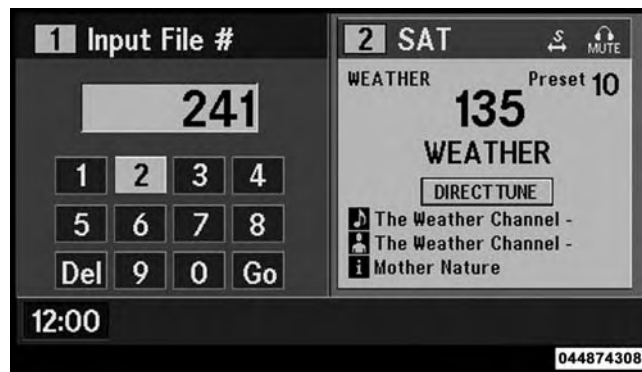 1 Input File #
241
1 2 3 4
5 6 7 8
Del 9 0 Go
2 SAT S MUTE
WEATHER Preset 10
135
WEATHER
DIRECT TUNE
The Weather Channel -
The Weather Channel -
i Mother Nature
12:00
044874308